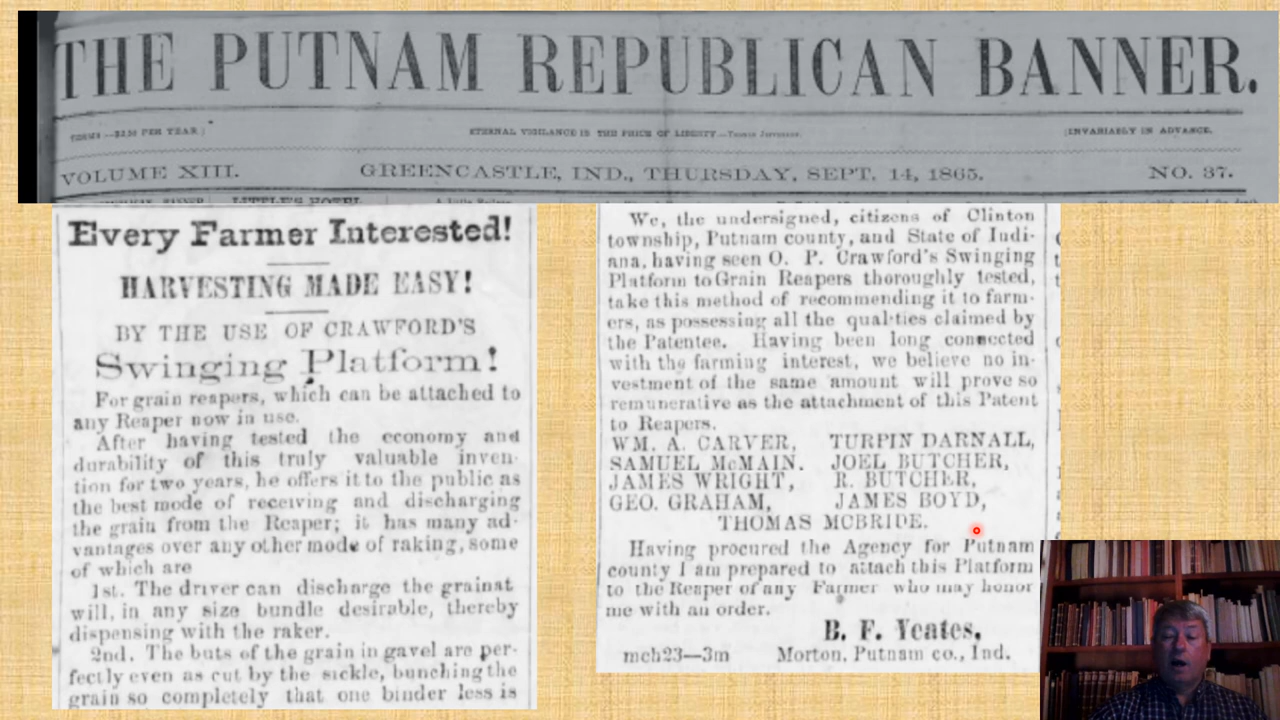 THE PUTNAM REPUBLICAN BANNER.
TERMS —$2.50 PER YEAR.) ETERNAL VIGILANCE IS THE PRICE OF LIBERTY.—Thomas Jefferson. (INVARIABLY IN ADVANCE.
VOLUME XIII. GREENCASTLE, IND., THURSDAY, SEPT. 14, 1865. NO. 37.
LITTLE'S HOTEL
Every Farmer Interested!
HARVESTING MADE EASY!
BY THE USE OF CRAWFORD'S
Swinging Platform!
For grain reapers, which can be attached to
any Reaper now in use.
After having tested the economy and
durability of this truly valuable inven-
tion for two years, he offers it to the public as
the best mode of receiving and discharging
the grain from the Reaper; it has many ad-
vantages over any other mode of raking, some
of which are
1st. The driver can discharge the grain at
will, in any size bundle desirable, thereby
dispensing with the raker.
2nd. The buts of the grain in gavel are per-
fectly even as cut by the sickle, bunching the
grain so completely that one binder less is
We, the undersigned, citizens of Clinton
township, Putnam county, and State of Indi-
ana, having seen O. P. Crawford's Swinging
Platform to Grain Reapers thoroughly tested,
take this method of recommending it to farm-
ers, as possessing all the qualities claimed by
the Patentee. Having been long connected
with the farming interest, we believe no in-
vestment of the same amount will prove so
remunerative as the attachment of this Patent
to Reapers.
WM. A. CARVER, TURPIN DARNALL,
SAMUEL McMAIN. JOEL BUTCHER,
JAMES WRIGHT, R. BUTCHER,
GEO. GRAHAM, JAMES BOYD,
THOMAS MCBRIDE.
Having procured the Agency for Putnam
county I am prepared to attach this Platform
to the Reaper of any Farmer who may honor
me with an order.
B. F. Yeates,
mch23—3m Morton, Putnam co., Ind.